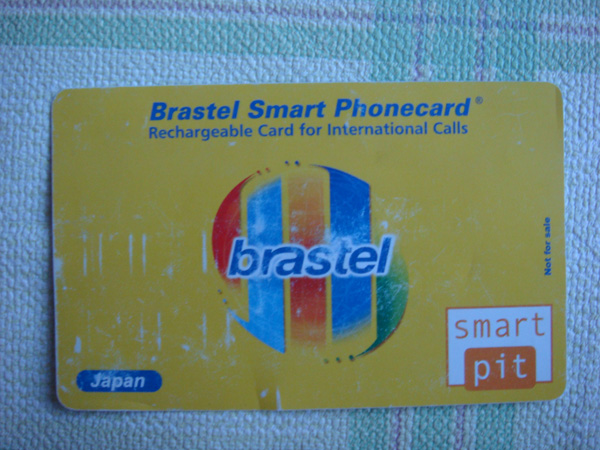 Brastel Smart Phonecard®
Rechargeable Card for International Calls
brastel
Not for sale
smart
pit
Japan